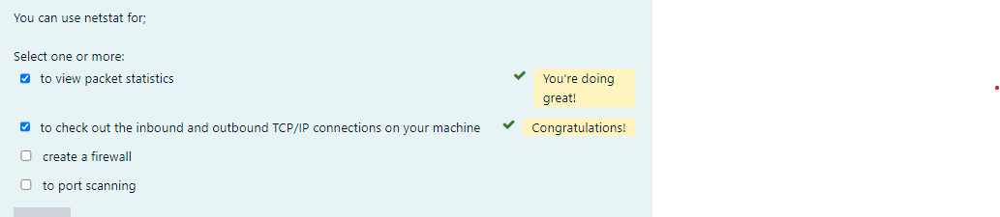 You can use netstat for;
Select one or more:
to view packet statistics
You're doing
great!
to check out the inbound and outbound TCP/IP connections on your machine
Congratulations!
create a firewall
to port scanning